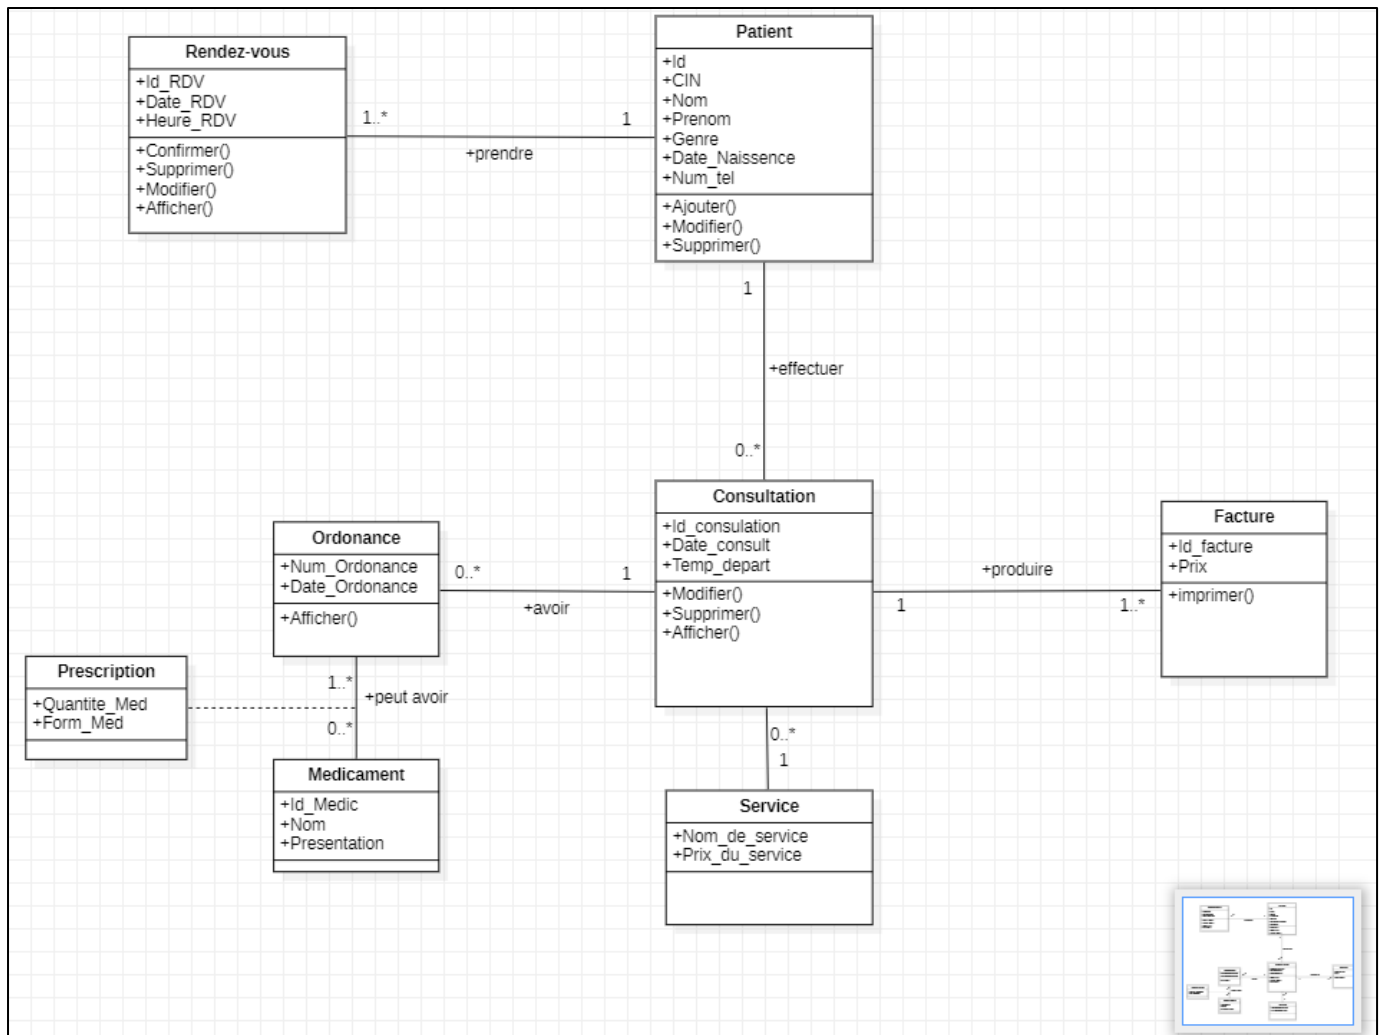 Rendez-vous
+Id_RDV
+Date_RDV
+Heure_RDV
+Confirmer()
+Supprimer()
+Modifier()
+Afficher()
1..*
1
+prendre
Patient
+Id
+CIN
+Nom
+Prenom
+Genre
+Date_Naissence
+Num_tel
+Ajouter()
+Modifier()
+Supprimer()
1
+effectuer
0..*
Consultation
+Id_consulation
+Date_consult
+Temp_depart
+Modifier()
+Supprimer()
+Afficher()
Ordonance
+Num_Ordonance
+Date_Ordonance
+Afficher()
0..*
1
+avoir
+produire
1
1..*
Facture
+Id_facture
+Prix
+imprimer()
Prescription
+Quantite_Med
+Form_Med
1..*
+peut avoir
0..*
Medicament
+Id_Medic
+Nom
+Presentation
0..*
1
Service
+Nom_de_service
+Prix_du_service